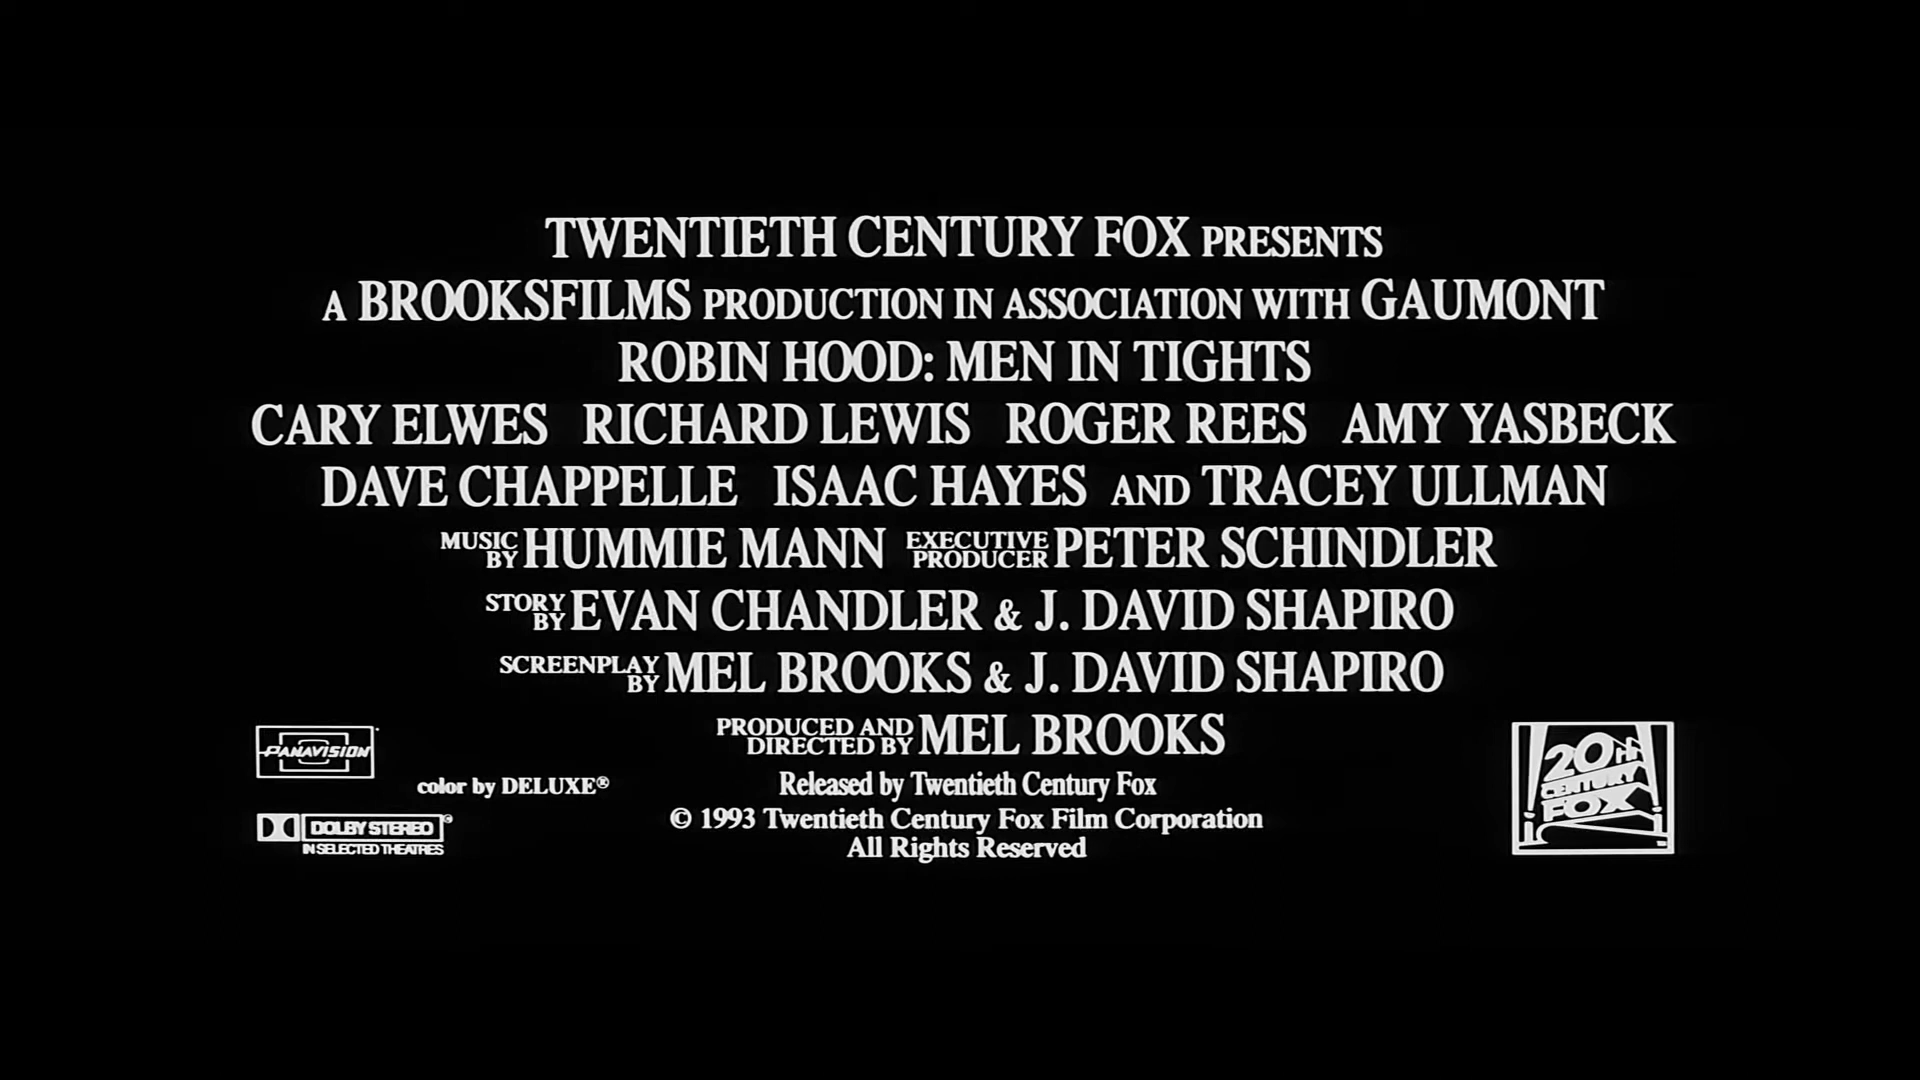 TWENTIETH CENTURY FOX PRESENTS
A BROOKSFILMS PRODUCTION IN ASSOCIATION WITH GAUMONT
ROBIN HOOD: MEN IN TIGHTS
CARY ELWES RICHARD LEWIS ROGER REES AMY YASBECK
DAVE CHAPPELLE ISAAC HAYES AND TRACEY ULLMAN
MUSIC BY HUMMIE MANN EXECUTIVE PRODUCER PETER SCHINDLER
STORY BY EVAN CHANDLER & J. DAVID SHAPIRO
SCREENPLAY BY MEL BROOKS & J. DAVID SHAPIRO
PRODUCED AND DIRECTED BY MEL BROOKS
PANAVISION
color by DELUXE®
DOLBY STEREO
IN SELECTED THEATRES
Released by Twentieth Century Fox
© 1993 Twentieth Century Fox Film Corporation
All Rights Reserved
20TH
CENTURY
FOX